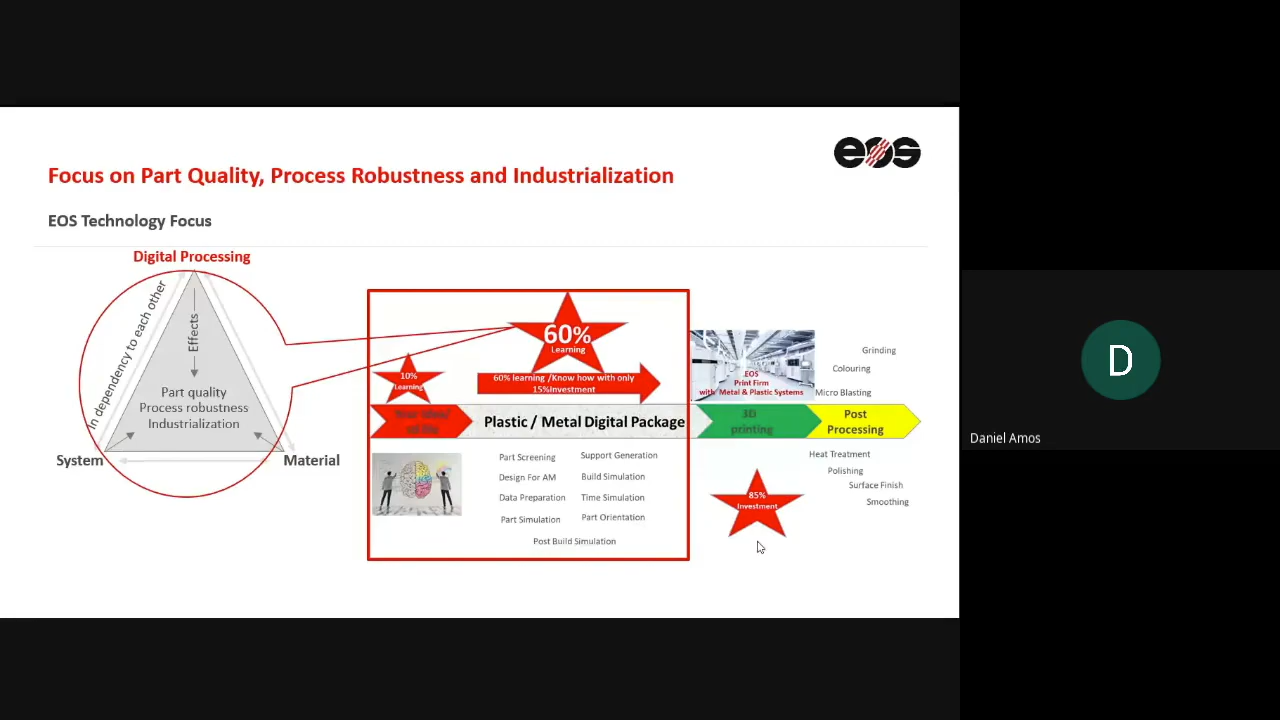 eos
Focus on Part Quality, Process Robustness and Industrialization
EOS Technology Focus
Digital Processing
In dependency to each other
Effects
Part quality
Process robustness
Industrialization
System
Material
60%
Learning
10%
Learning
60% learning /Know how with only
15%Investment
Plastic / Metal Digital Package
Part Screening
Support Generation
Design For AM
Build Simulation
Data Preparation
Time Simulation
Part Simulation
Part Orientation
Post Build Simulation
EOS
Print Firm
with Metal & Plastic Systems
3D
printing
85%
Investment
Grinding
Colouring
Micro Blasting
Post
Processing
Heat Treatment
Polishing
Surface Finish
Smoothing
D
Daniel Amos